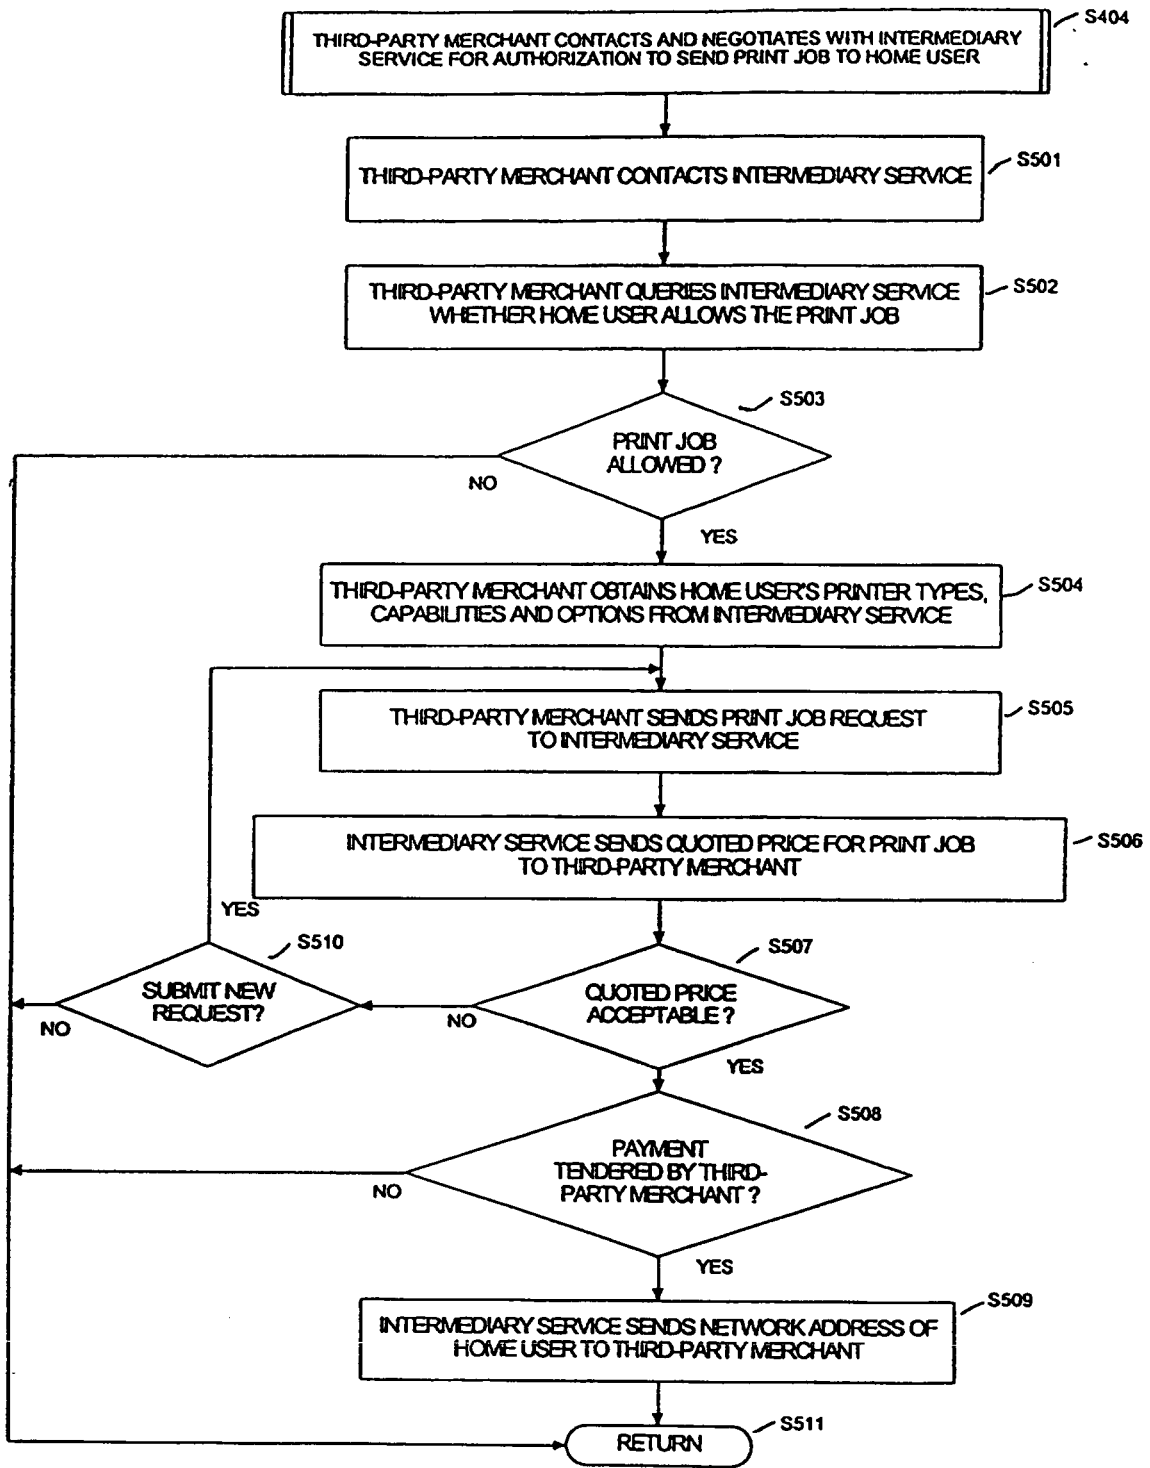 S404
THIRD-PARTY MERCHANT CONTACTS AND NEGOTIATES WITH INTERMEDIARY
SERVICE FOR AUTHORIZATION TO SEND PRINT JOB TO HOME USER
S501
THIRD-PARTY MERCHANT CONTACTS INTERMEDIARY SERVICE
S502
THIRD-PARTY MERCHANT QUERIES INTERMEDIARY SERVICE
WHETHER HOME USER ALLOWS THE PRINT JOB
S503
PRINT JOB
ALLOWED ?
NO
YES
S504
THIRD-PARTY MERCHANT OBTAINS HOME USER'S PRINTER TYPES,
CAPABILITIES AND OPTIONS FROM INTERMEDIARY SERVICE
S505
THIRD-PARTY MERCHANT SENDS PRINT JOB REQUEST
TO INTERMEDIARY SERVICE
S506
INTERMEDIARY SERVICE SENDS QUOTED PRICE FOR PRINT JOB
TO THIRD-PARTY MERCHANT
YES
S510
SUBMIT NEW
REQUEST?
NO
S507
QUOTED PRICE
ACCEPTABLE ?
NO
YES
S508
PAYMENT
TENDERED BY THIRD-
PARTY MERCHANT ?
NO
YES
S509
INTERMEDIARY SERVICE SENDS NETWORK ADDRESS OF
HOME USER TO THIRD-PARTY MERCHANT
S511
RETURN